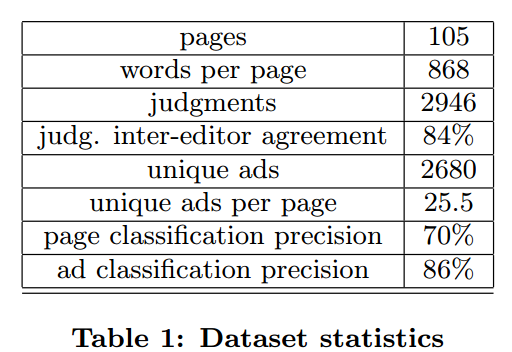 pages 105
words per page 868
judgments 2946
judg. inter-editor agreement 84%
unique ads 2680
unique ads per page 25.5
page classification precision 70%
ad classification precision 86%
Table 1: Dataset statistics